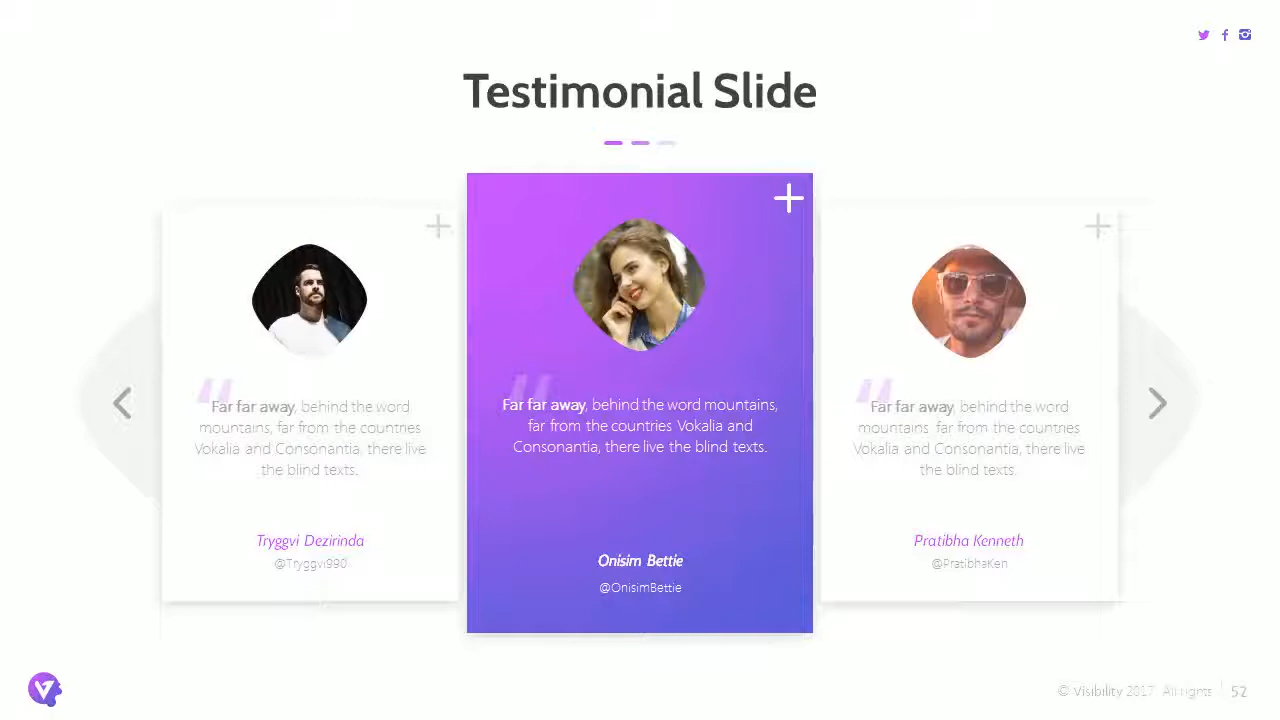 Testimonial Slide
Far far away, behind the word
mountains, far from the countries
Vokalia and Consonantia, there live
the blind texts.
Tryggvi Dezirinda
@Tryggvi990
Far far away, behind the word mountains,
far from the countries Vokalia and
Consonantia, there live the blind texts.
Onisim Bettie
@OnisimBettie
Far far away, behind the word
mountains far from the countries
Vokalia and Consonantia, there live
the blind texts.
Pratibha Kenneth
@PratibhaKen
© Visibility 2017 All rights | 52